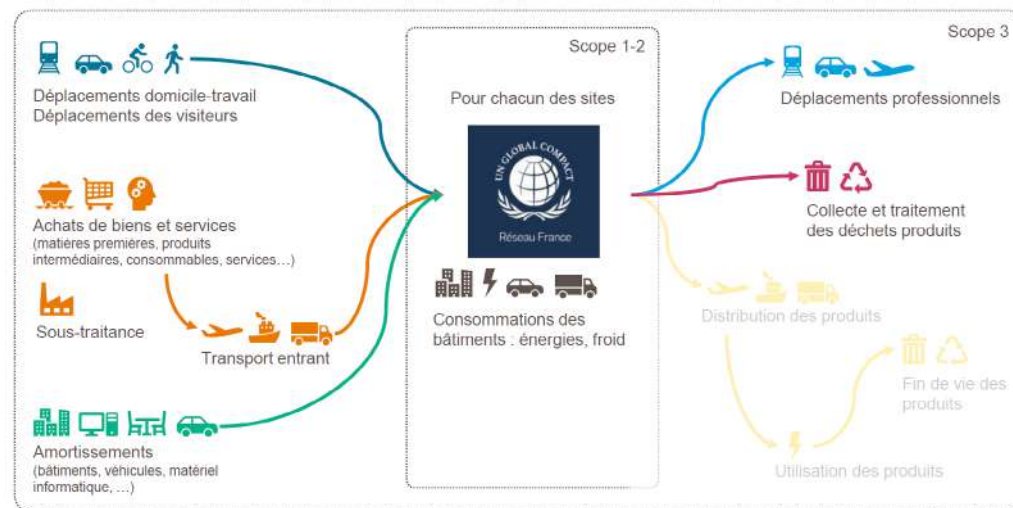 Scope 3
Scope 1-2
Déplacements domicile-travail
Déplacements des visiteurs
Pour chacun des sites
Déplacements professionnels
UN GLOBAL COMPACT
Réseau France
Achats de biens et services
(matières premières, produits
intermédiaires, consommables, services…)
Collecte et traitement
des déchets produits
Sous-traitance
Transport entrant
Consommations des
bâtiments : énergies, froid
Distribution des produits
Fin de vie des
produits
Amortissements
(bâtiments, véhicules, matériel
informatique, …)
Utilisation des produits